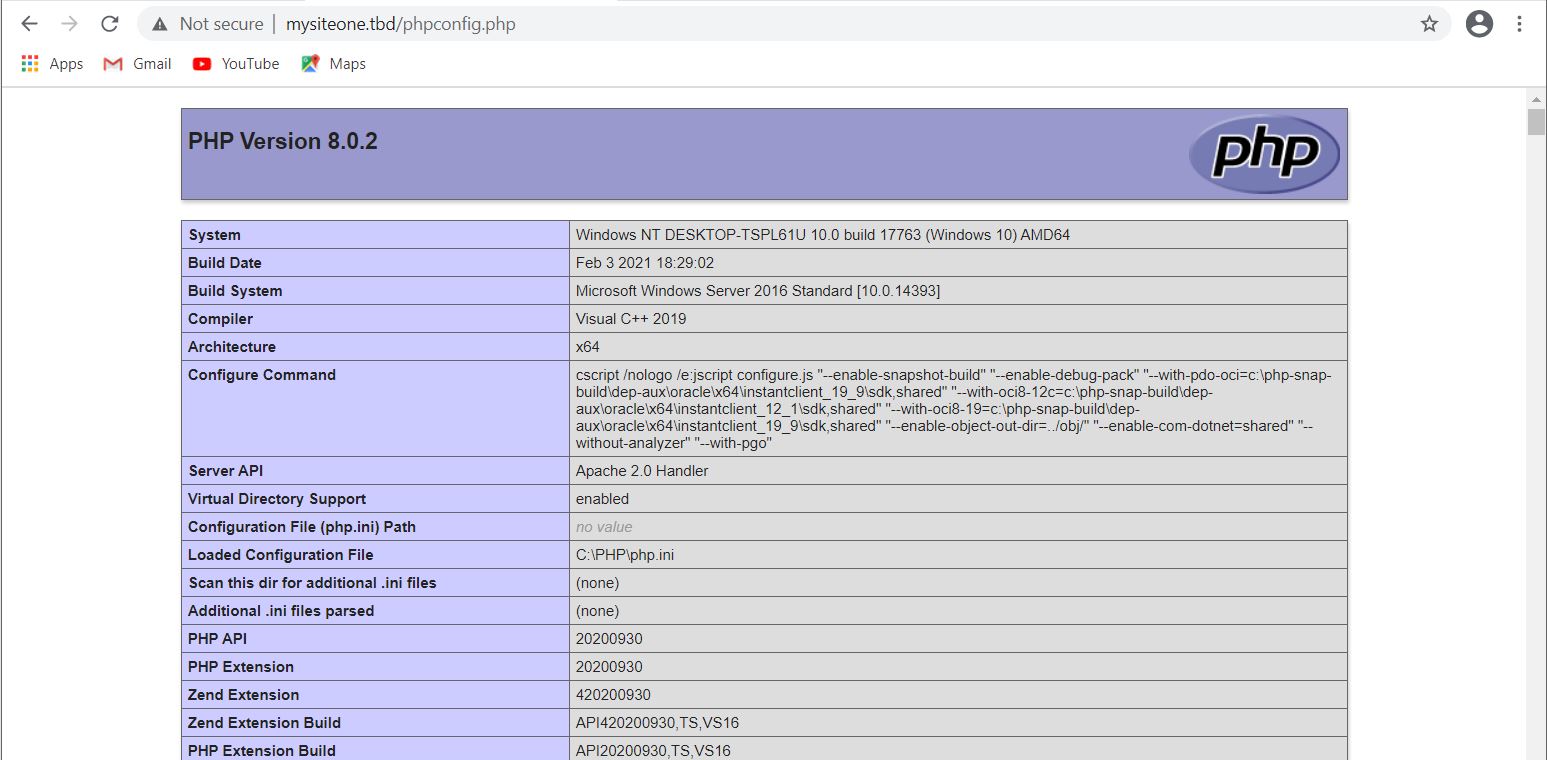 Not secure | mysiteone.tbd/phpconfig.php
Apps Gmail YouTube Maps
PHP Version 8.0.2 php
System Windows NT DESKTOP-TSPL61U 10.0 build 17763 (Windows 10) AMD64
Build Date Feb 3 2021 18:29:02
Build System Microsoft Windows Server 2016 Standard [10.0.14393]
Compiler Visual C++ 2019
Architecture x64
Configure Command cscript /nologo /e:jscript configure.js "--enable-snapshot-build" "--enable-debug-pack" "--with-pdo-oci=c:\php-snap-
build\dep-aux\oracle\x64\instantclient_19_9\sdk,shared" "--with-oci8-12c=c:\php-snap-build\dep-
aux\oracle\x64\instantclient_12_1\sdk,shared" "--with-oci8-19=c:\php-snap-build\dep-
aux\oracle\x64\instantclient_19_9\sdk,shared" "--enable-object-out-dir=../obj/" "--enable-com-dotnet=shared" "--
without-analyzer" "--with-pgo"
Server API Apache 2.0 Handler
Virtual Directory Support enabled
Configuration File (php.ini) Path no value
Loaded Configuration File C:\PHP\php.ini
Scan this dir for additional .ini files (none)
Additional .ini files parsed (none)
PHP API 20200930
PHP Extension 20200930
Zend Extension 420200930
Zend Extension Build API420200930,TS,VS16
PHP Extension Build API20200930,TS,VS16